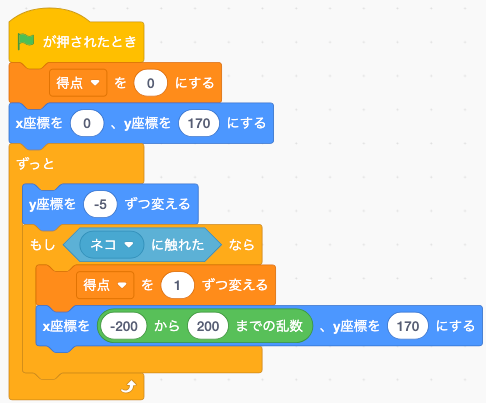 が押されたとき
得点 を 0 にする
x座標を 0 、y座標を 170 にする
ずっと
y座標を -5 ずつ変える
もし ネコ に触れた なら
得点 を 1 ずつ変える
x座標を -200 から 200 までの乱数 、y座標を 170 にする